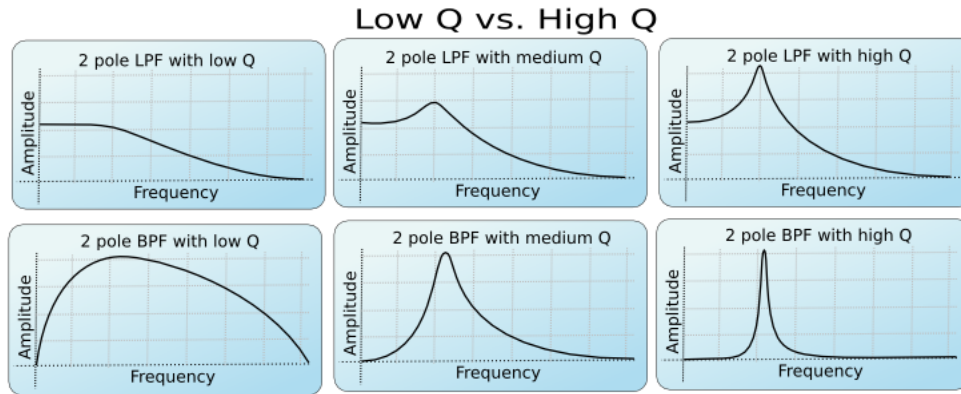 Low Q vs. High Q
2 pole LPF with low Q
Amplitude
Frequency
2 pole LPF with medium Q
Amplitude
Frequency
2 pole LPF with high Q
Amplitude
Frequency
2 pole BPF with low Q
Amplitude
Frequency
2 pole BPF with medium Q
Amplitude
Frequency
2 pole BPF with high Q
Amplitude
Frequency